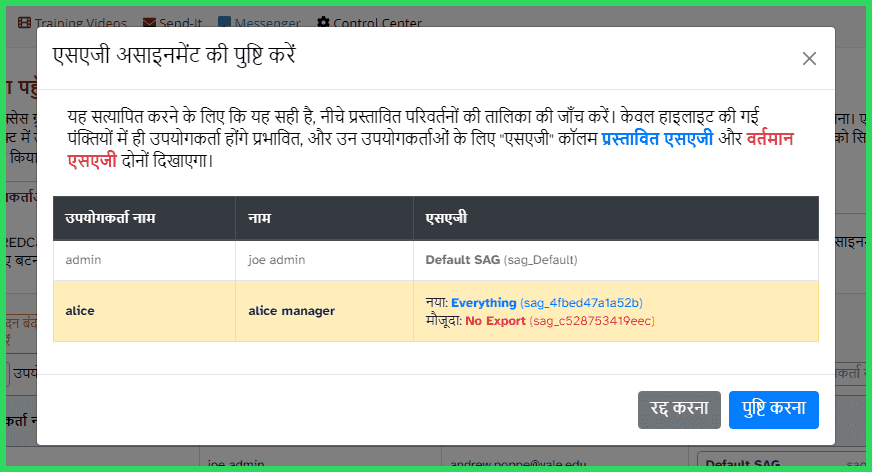 Training Videos Send-It Messenger Control Center
एसएजी असाइनमेंट की पुष्टि करें
यह सत्यापित करने के लिए कि यह सही है, नीचे प्रस्तावित परिवर्तनों की तालिका की जाँच करें। केवल हाइलाइट की गई
पंक्तियों में ही उपयोगकर्ता होंगे प्रभावित, और उन उपयोगकर्ताओं के लिए "एसएजी" कॉलम प्रस्तावित एसएजी और वर्तमान
एसएजी दोनों दिखाएगा।
उपयोगकर्ता नाम नाम एसएजी
admin joe admin Default SAG (sag_Default)
alice alice manager नया: Everything (sag_4fbed47a1a52b)
मौजूदा: No Export (sag_c528753419eec)
रद्द करना पुष्टि करना
joe admin andrew.poppe@yale.edu Default SAG